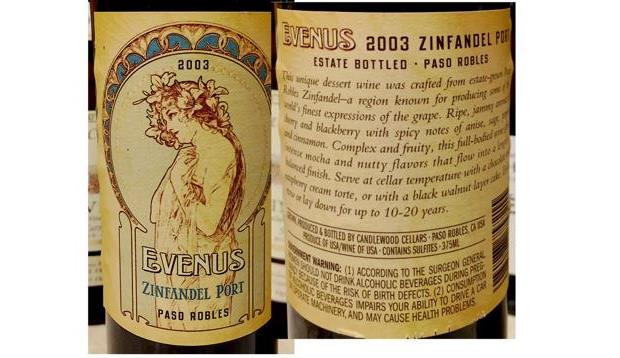 2003
EVENUS
ZINFANDEL PORT
PASO ROBLES
EVENUS 2003 ZINFANDEL PORT
ESTATE BOTTLED · PASO ROBLES
This unique dessert wine was crafted from estate-grown
Robles Zinfandel–a region known for producing some of
world's finest expressions of the grape. Ripe, jammy
berry and blackberry with spicy notes of anise, sage,
and cinnamon. Complex and fruity, this full-bodied
intense mocha and nutty flavors that flow into a
balanced finish. Serve at cellar temperature with a
raspberry cream torte, or with a black walnut layer cake.
or lay down for up to 10-20 years.
GROWN, PRODUCED & BOTTLED BY CANDLEWOOD CELLARS · PASO ROBLES, CA USA
PRODUCE OF USA/WINE OF USA · CONTAINS SULFITES · 375ML
GOVERNMENT WARNING: (1) ACCORDING TO THE SURGEON GENERAL,
WOMEN SHOULD NOT DRINK ALCOHOLIC BEVERAGES DURING PREG-
BECAUSE OF THE RISK OF BIRTH DEFECTS. (2) CONSUMPTION
ALCOHOLIC BEVERAGES IMPAIRS YOUR ABILITY TO DRIVE A CAR
OPERATE MACHINERY, AND MAY CAUSE HEALTH PROBLEMS.